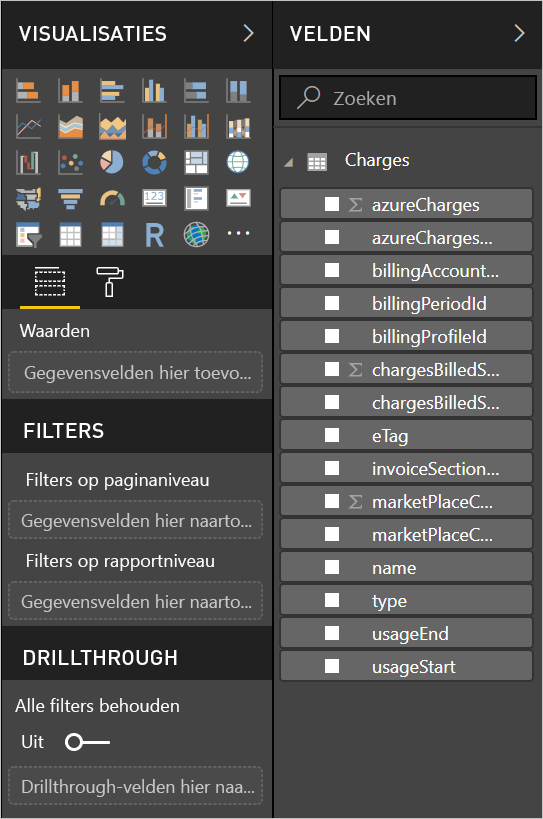 VISUALISATIES
123
R
Waarden
Gegevensvelden hier toevo...
FILTERS
Filters op paginaniveau
Gegevensvelden hier naarto...
Filters op rapportniveau
Gegevensvelden hier naarto...
DRILLTHROUGH
Alle filters behouden
Uit
Drillthrough-velden hier naa...
VELDEN
Zoeken
Charges
Σ azureCharges
azureCharges...
billingAccount...
billingPeriodId
billingProfileId
Σ chargesBilledS...
chargesBilledS...
eTag
invoiceSection...
Σ marketPlaceC...
marketPlaceC...
name
type
usageEnd
usageStart